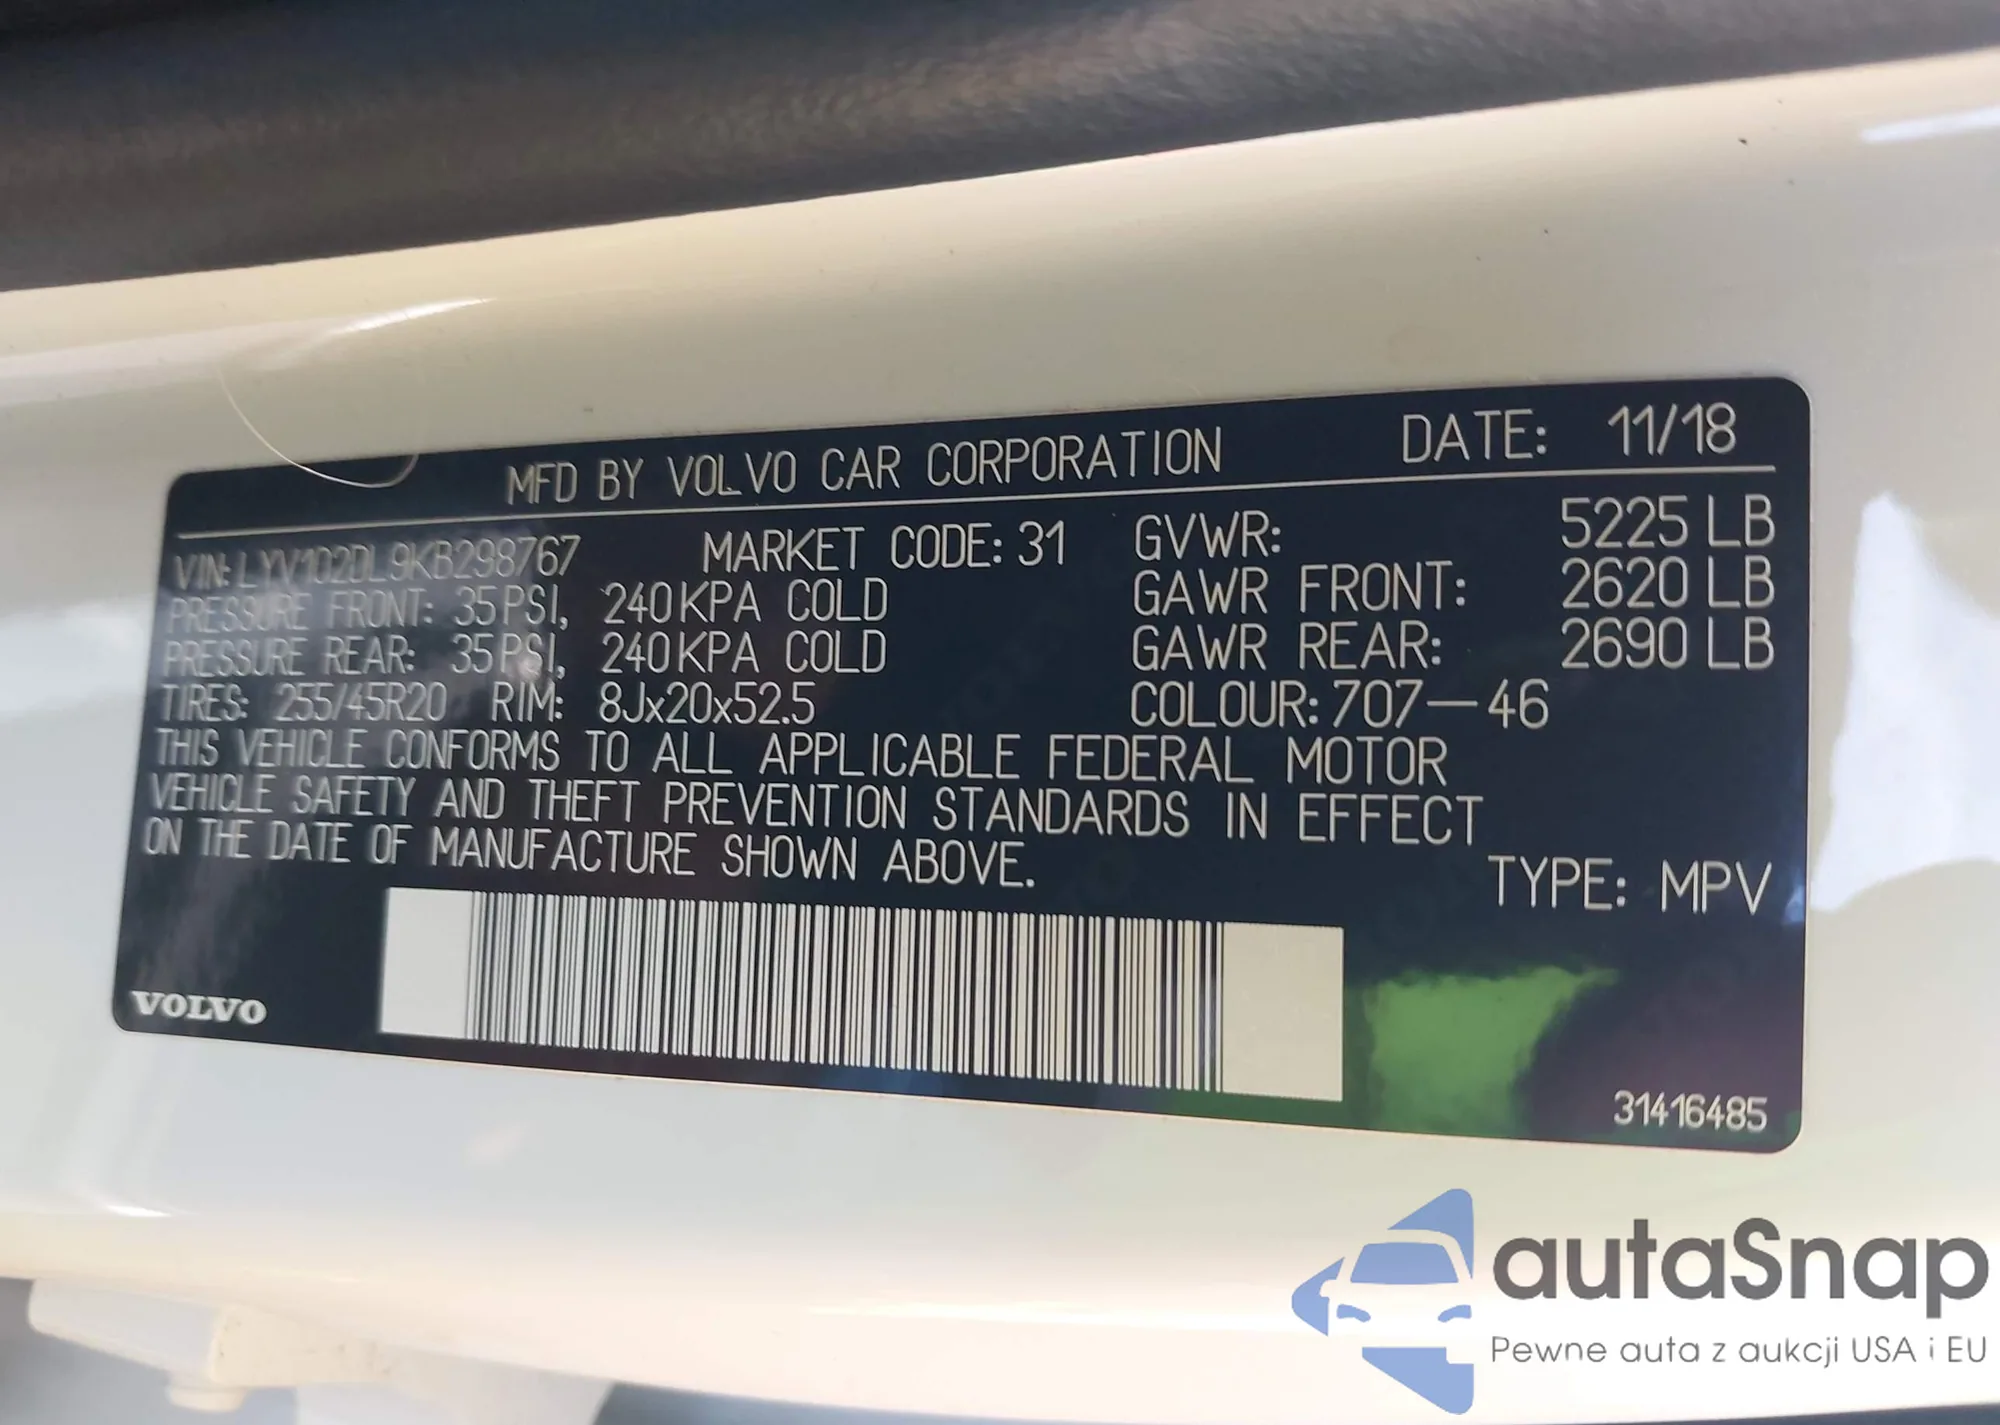 MFD BY VOLVO CAR CORPORATION DATE: 11/18
VIN: LYV102DL9KB298767 MARKET CODE: 31 GVWR: 5225 LB
PRESSURE FRONT: 35 PSI, 240 KPA COLD GAWR FRONT: 2620 LB
PRESSURE REAR: 35 PSI, 240 KPA COLD GAWR REAR: 2690 LB
TIRES: 255/45R20 RIM: 8Jx20x52.5 COLOUR: 707-46
THIS VEHICLE CONFORMS TO ALL APPLICABLE FEDERAL MOTOR
VEHICLE SAFETY AND THEFT PREVENTION STANDARDS IN EFFECT
ON THE DATE OF MANUFACTURE SHOWN ABOVE.
TYPE: MPV
VOLVO
31416485
autaSnap
Pewne auta z aukcji USA i EU